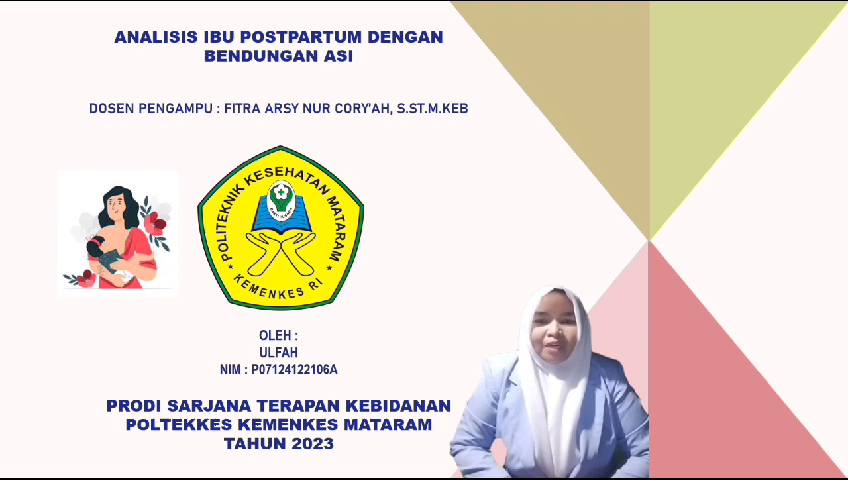 ANALISIS IBU POSTPARTUM DENGAN
BENDUNGAN ASI
DOSEN PENGAMPU : FITRA ARSY NUR CORY'AH, S.ST.M.KEB
POLITEKNIK KESEHATAN MATARAM
KEMENKES RI
OLEH :
ULFAH
NIM : P07124122106A
PRODI SARJANA TERAPAN KEBIDANAN
POLTEKKES KEMENKES MATARAM
TAHUN 2023